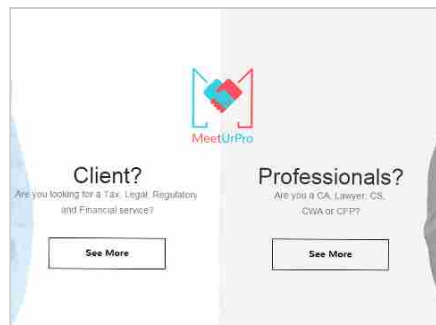 MeetUrPro
Client?
Are you looking for a Tax, Legal, Regulatory
and Financial service?
See More
Professionals?
Are you a CA, Lawyer, CS,
CWA or CFP?
See More